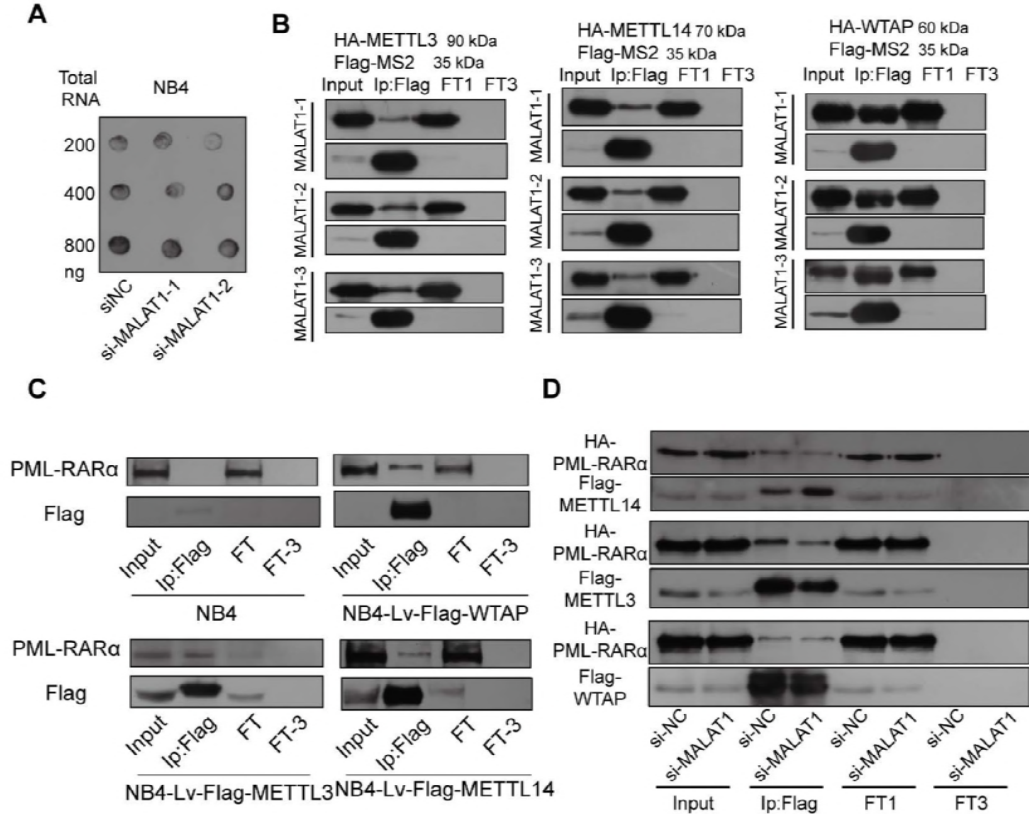 A
Total
RNA
NB4
200
400
800
ng
siNC
si-MALAT1-1
si-MALAT1-2
B
HA-METTL3 90 kDa
Flag-MS2 35 kDa
Input Ip:Flag FT1 FT3
MALAT1-1
MALAT1-2
MALAT1-3
HA-METTL14 70 kDa
Flag-MS2 35 kDa
Input Ip:Flag FT1 FT3
MALAT1-1
MALAT1-2
MALAT1-3
HA-WTAP 60 kDa
Flag-MS2 35 kDa
Input Ip:Flag FT1 FT3
MALAT1-1
MALAT1-2
MALAT1-3
C
PML-RARα
Flag
Input Ip:Flag FT FT-3
NB4
Input Ip:Flag FT FT-3
NB4-Lv-Flag-WTAP
PML-RARα
Flag
Input Ip:Flag FT FT-3
NB4-Lv-Flag-METTL3
Input Ip:Flag FT FT-3
NB4-Lv-Flag-METTL14
D
HA-
PML-RARα
Flag-
METTL14
HA-
PML-RARα
Flag-
METTL3
HA-
PML-RARα
Flag-
WTAP
si-NC si-MALAT1 si-NC si-MALAT1 si-NC si-MALAT1 si-NC si-MALAT1
Input Ip:Flag FT1 FT3